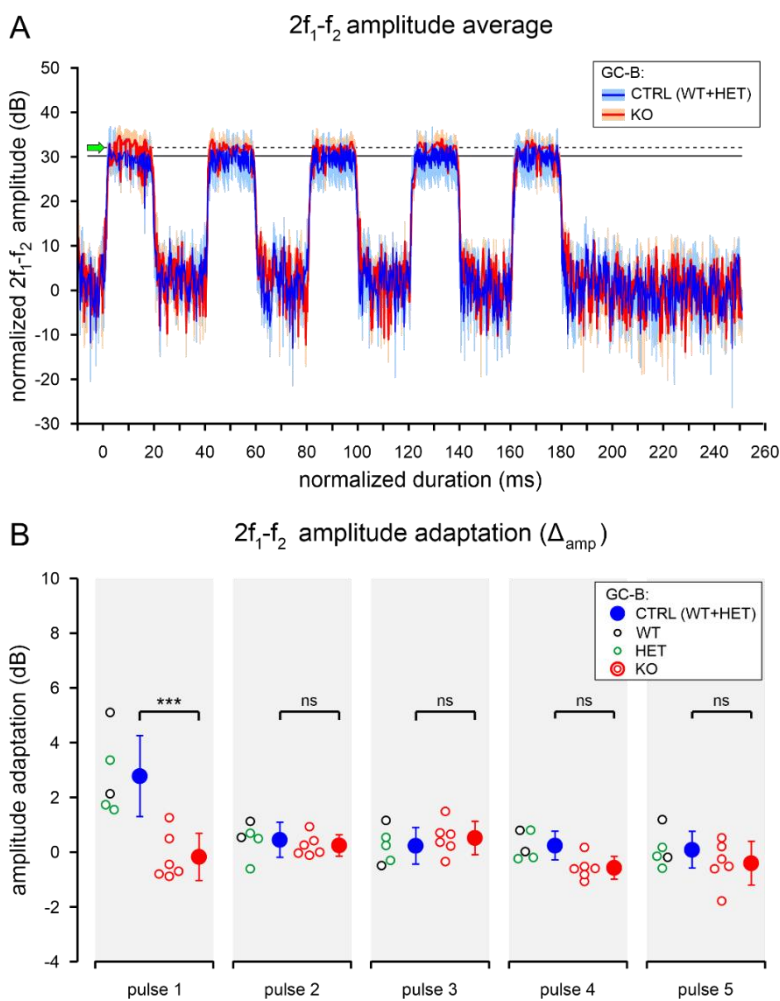 A
2f₁-f₂ amplitude average
GC-B:
CTRL (WT+HET)
KO
normalized 2f₁-f₂ amplitude (dB)
50
40
30
20
10
0
-10
-20
-30
0 20 40 60 80 100 120 140 160 180 200 220 240 260
normalized duration (ms)
B
2f₁-f₂ amplitude adaptation (Δamp)
GC-B:
CTRL (WT+HET)
WT
HET
KO
amplitude adaptation (dB)
10
8
6
4
2
0
-2
-4
*** ns ns ns ns
pulse 1 pulse 2 pulse 3 pulse 4 pulse 5